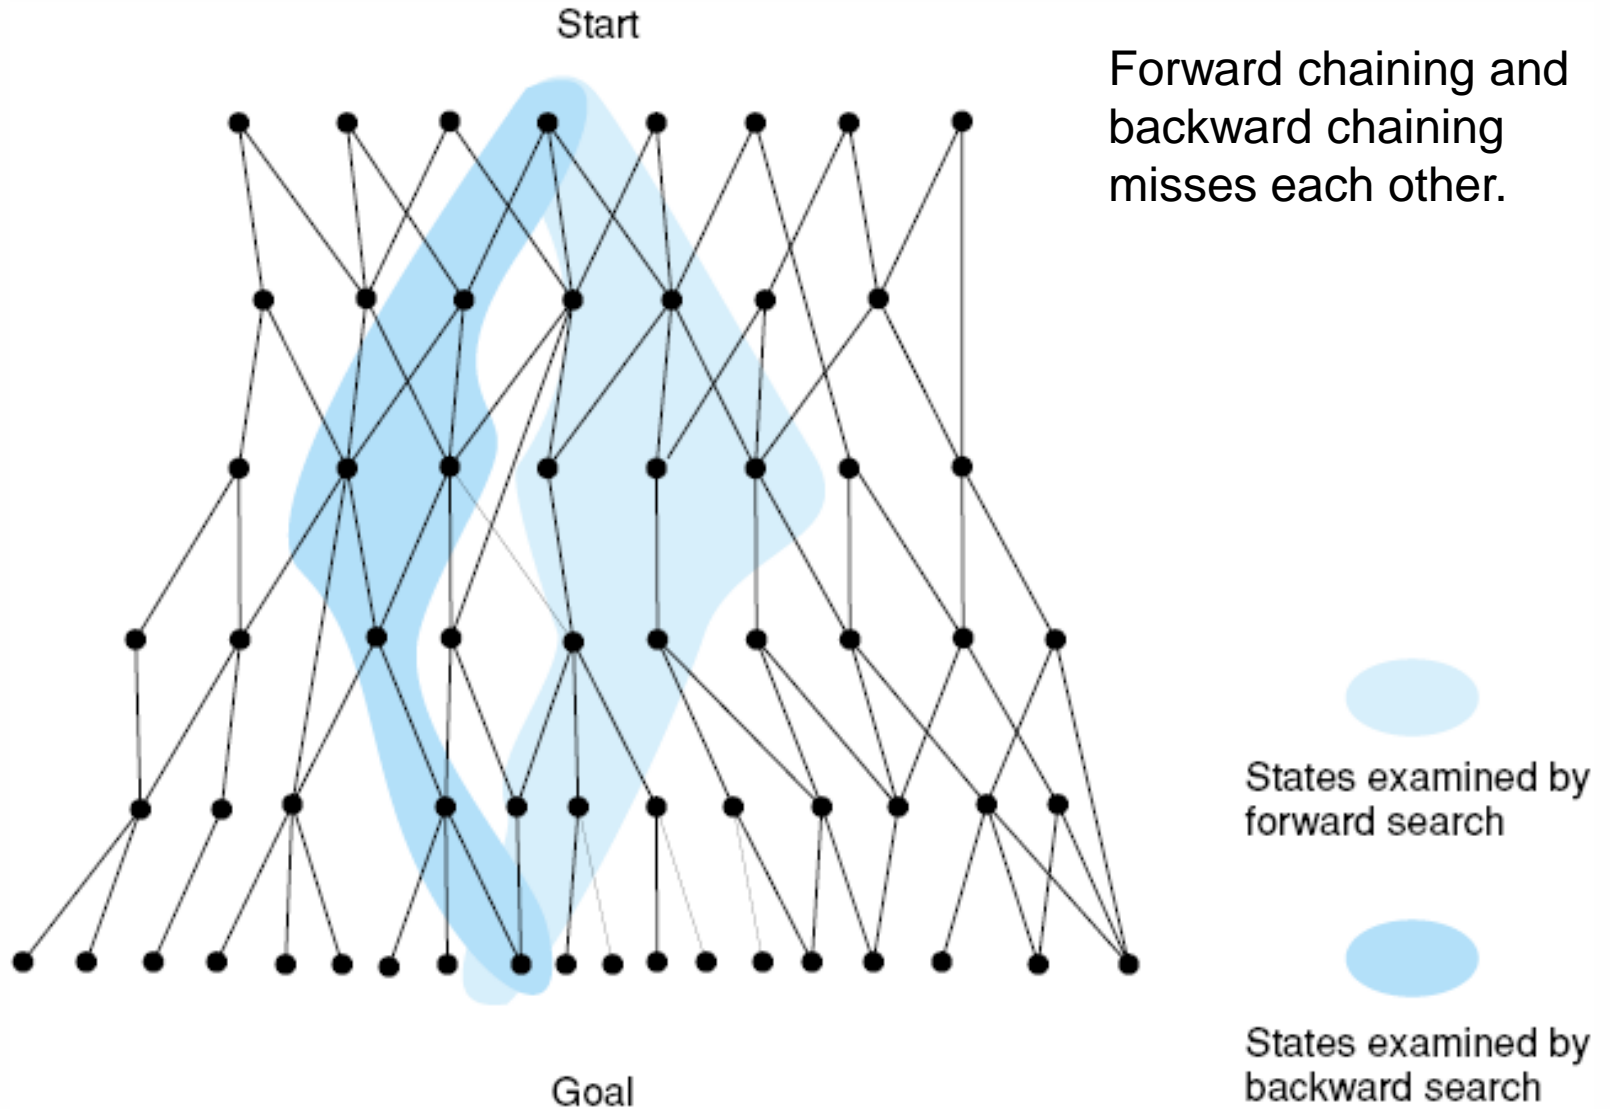 Start
Forward chaining and
backward chaining
misses each other.
States examined by
forward search
States examined by
backward search
Goal